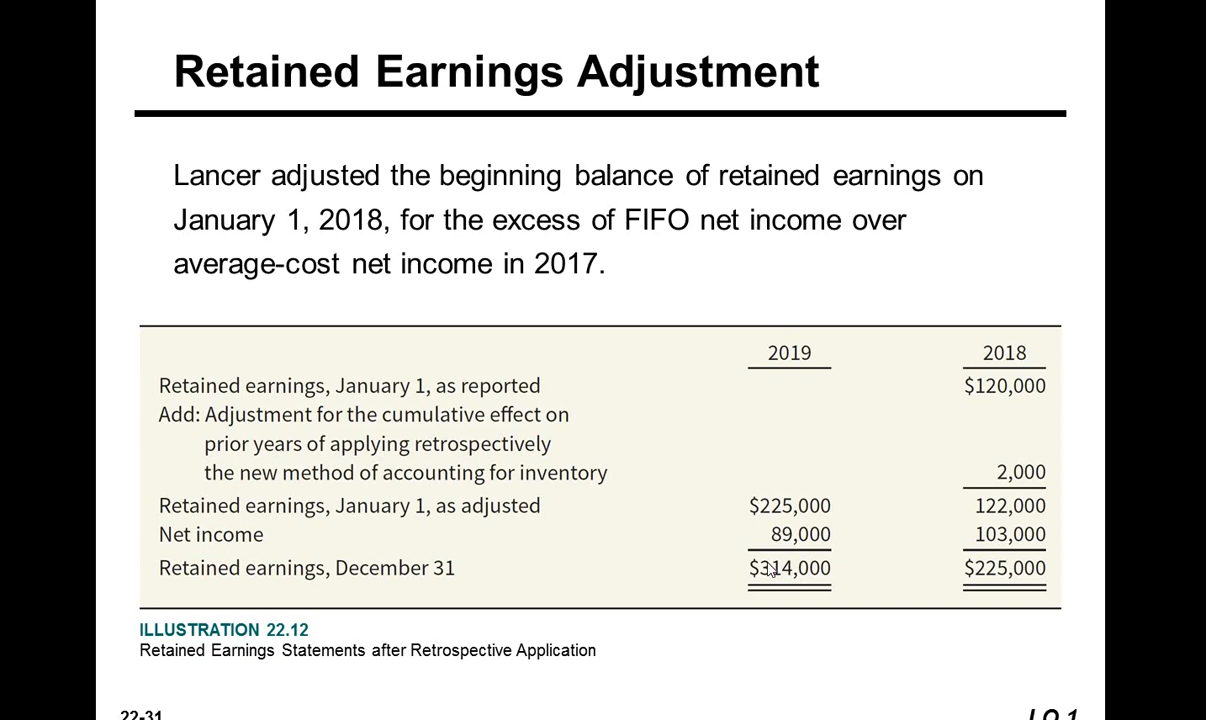 Retained Earnings Adjustment
Lancer adjusted the beginning balance of retained earnings on
January 1, 2018, for the excess of FIFO net income over
average-cost net income in 2017.
2019 2018
Retained earnings, January 1, as reported $120,000
Add: Adjustment for the cumulative effect on
prior years of applying retrospectively
the new method of accounting for inventory 2,000
Retained earnings, January 1, as adjusted $225,000 122,000
Net income 89,000 103,000
Retained earnings, December 31 $314,000 $225,000
ILLUSTRATION 22.12
Retained Earnings Statements after Retrospective Application
22-31 LO 1